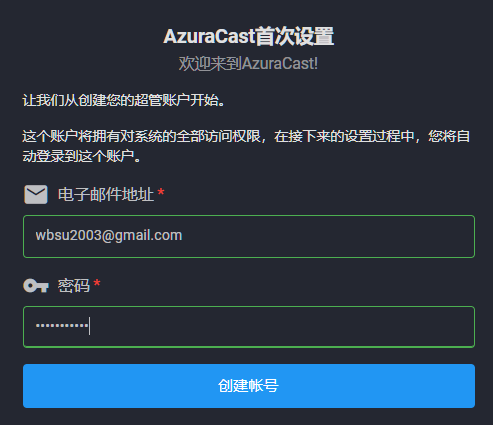 AzuraCast首次设置
欢迎来到AzuraCast!
让我们从创建您的超管账户开始。
这个账户将拥有对系统的全部访问权限，在接下来的设置过程中，您将自
动登录到这个账户。
电子邮件地址 *
wbsu2003@gmail.com
密码 *
•••••••••••
创建帐号